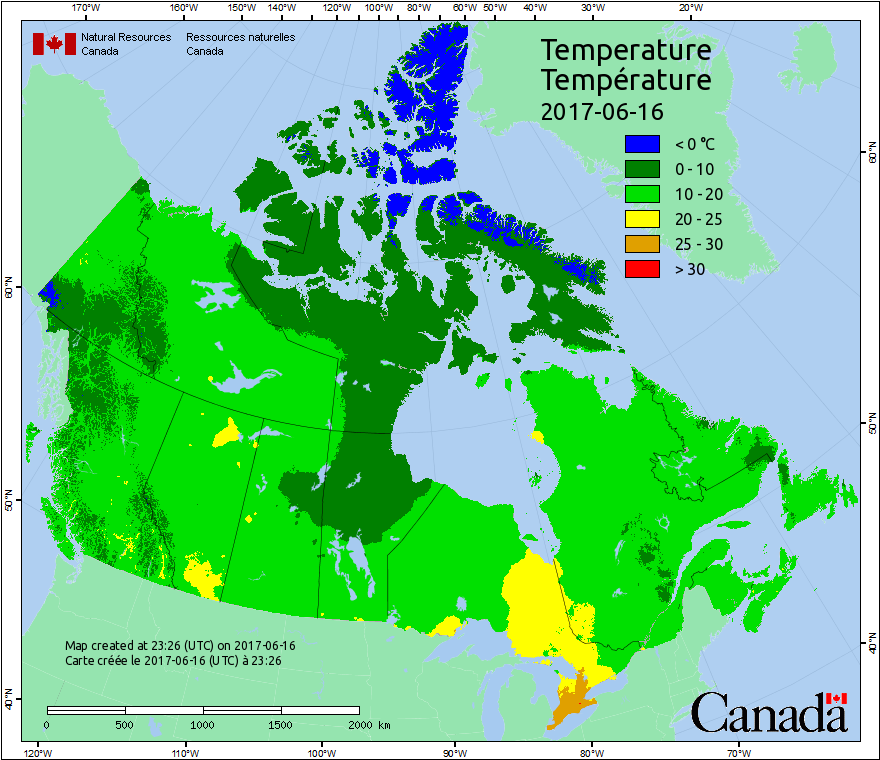 170°W 160°W 150°W 140°W 130°W 120°W 110°W 100°W 80°W 60°W 50°W 40°W 30°W 20°W
Natural Resources Canada
Ressources naturelles Canada
Temperature
Température
2017-06-16
< 0 °C
0 - 10
10 - 20
20 - 25
25 - 30
> 30
60°N
60°N
50°N
50°N
40°N
40°N
Map created at 23:26 (UTC) on 2017-06-16
Carte créée le 2017-06-16 (UTC) à 23:26
0 500 1000 1500 2000 km
Canada
120°W 110°W 100°W 90°W 80°W 70°W